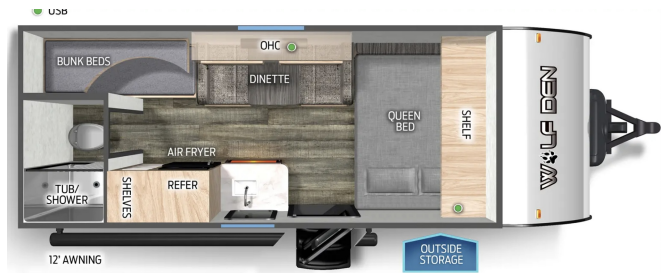 USB
OHC
BUNK BEDS
DINETTE
QUEEN
BED
SHELF
WOLF DEN
AIR FRYER
REFER
SHELVES
TUB/
SHOWER
12' AWNING
OUTSIDE
STORAGE